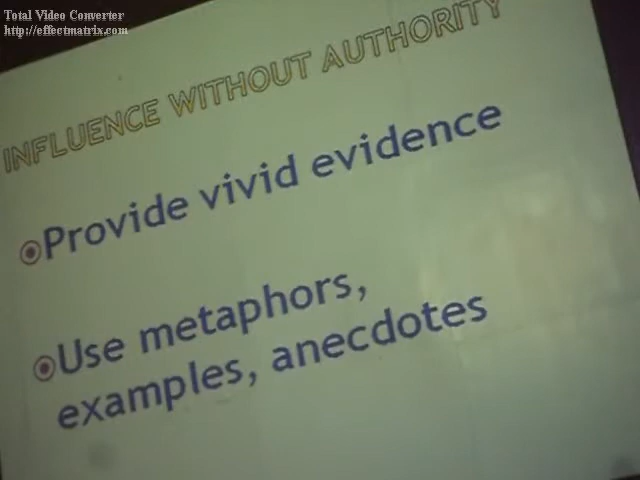 Total Video Converter
http://effectmatrix.com
INFLUENCE WITHOUT AUTHORITY
Provide vivid evidence
Use metaphors,
examples, anecdotes